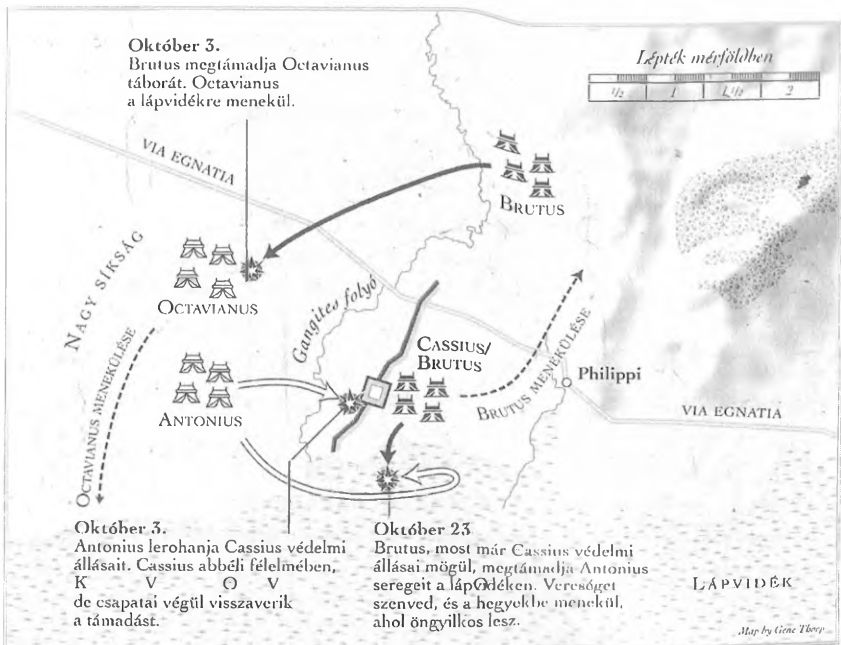 Október 3.
Brutus megtámadja Octavianus
táborát. Octavianus
a lápvidékre menekül.
Lépték mérföldben
1/2 1 1 1/2 2
VIA EGNATIA
BRUTUS
NAGY SÍKSÁG
OCTAVIANUS
Gangites folyó
CASSIUS/
BRUTUS
BRUTUS MENEKÜLÉSE
Philippi
VIA EGNATIA
ANTONIUS
OCTAVIANUS MENEKÜLÉSE
Október 3.
Antonius lerohanja Cassius védelmi
állásait. Cassius abbéli félelmében,
K V O V
de csapatai végül visszaverik
a támadást.
Október 23
Brutus, most már Cassius védelmi
állásai mögül, megtámadja Antonius
seregeit a lápOdéken. Vereséget
szenved, és a hegyekbe menekül,
ahol öngyilkos lesz.
LÁPVIDÉK
Map by Gene Thorp